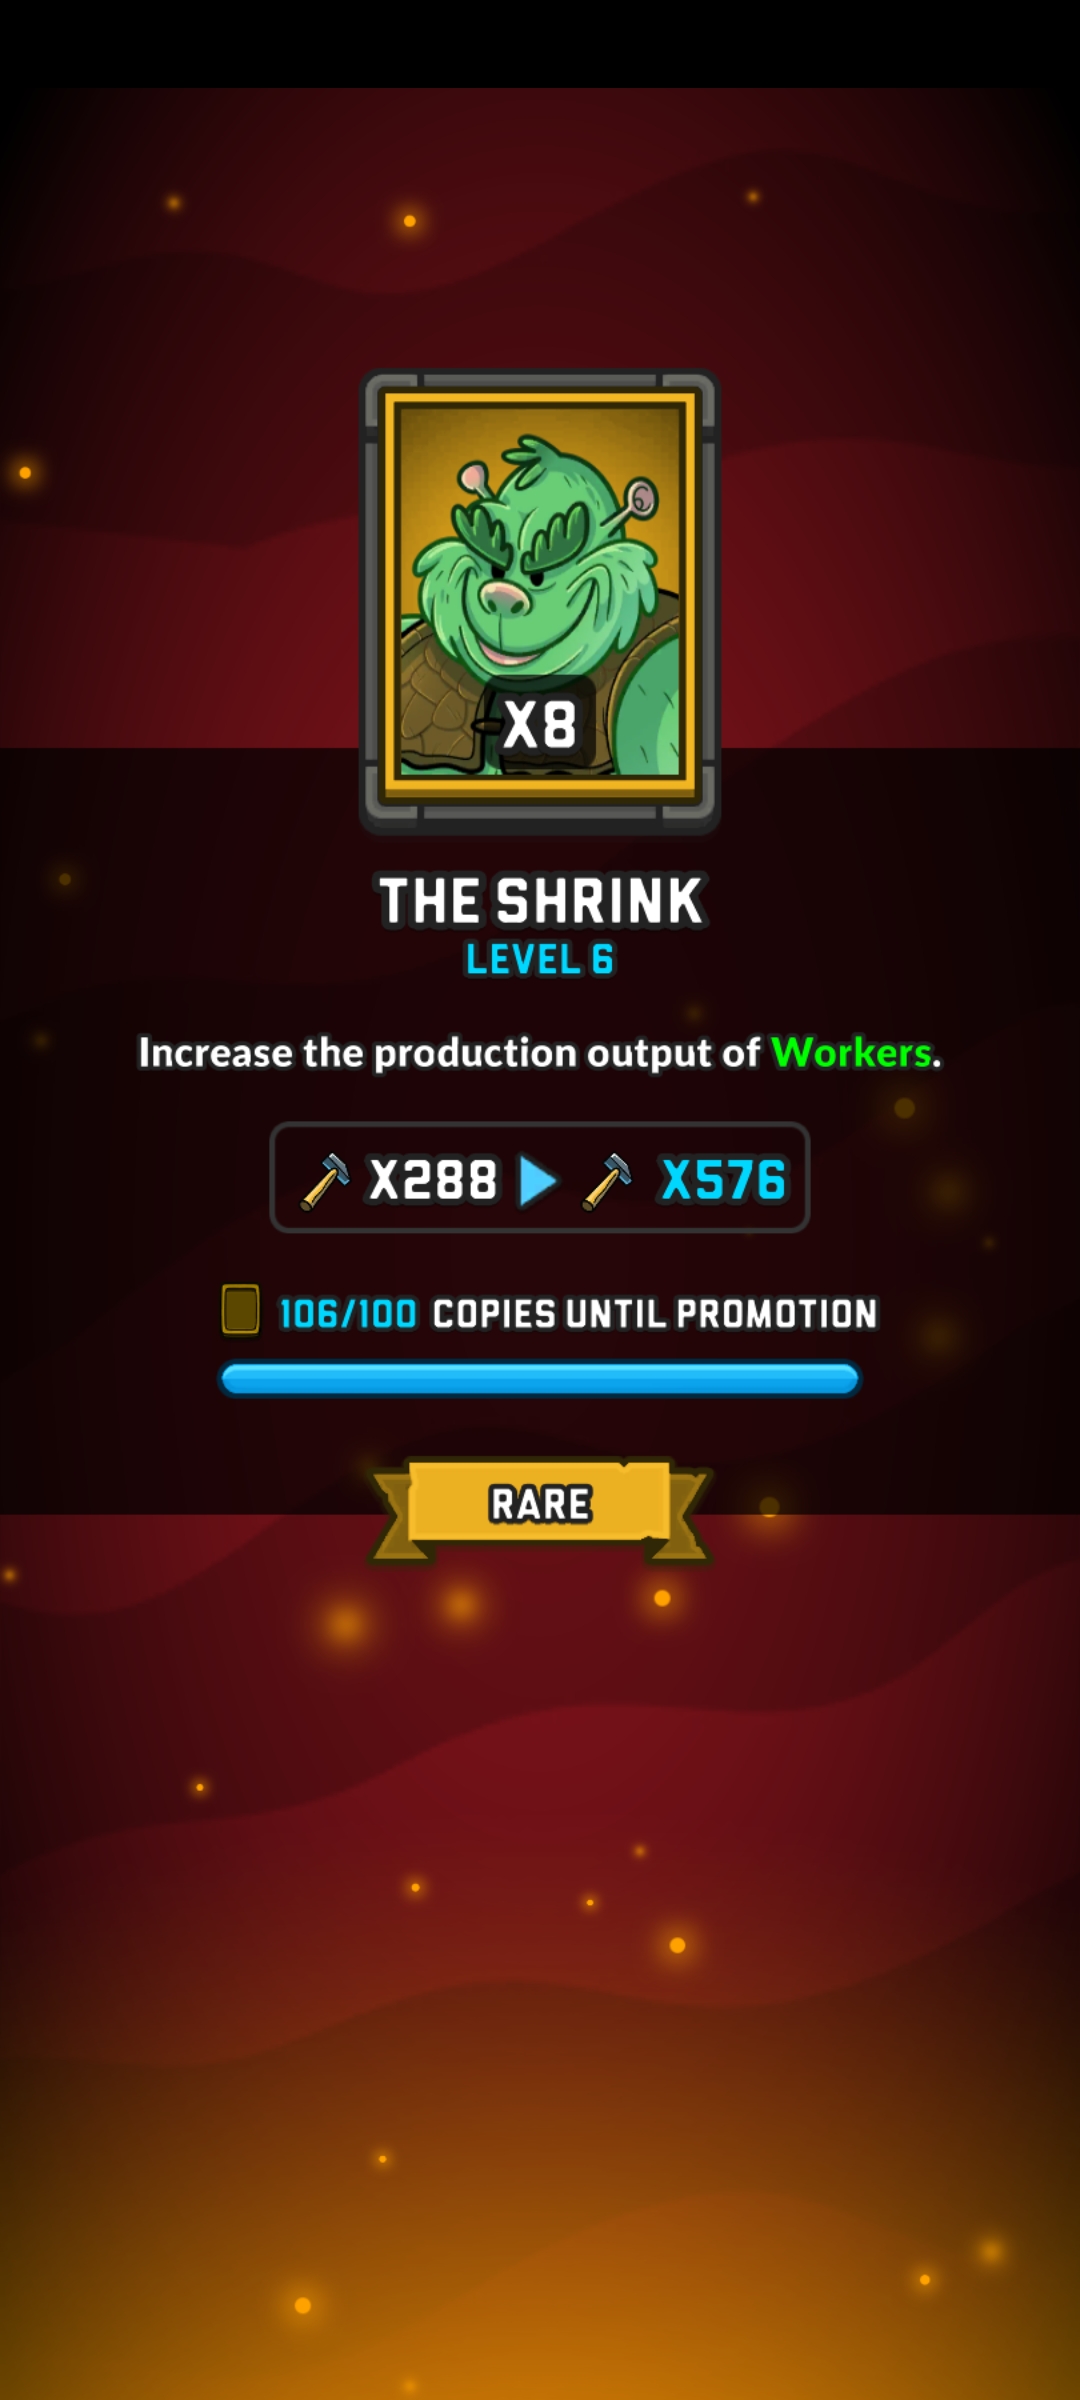 X8
THE SHRINK
LEVEL 6
Increase the production output of Workers.
X288 X576
106/100 COPIES UNTIL PROMOTION
RARE